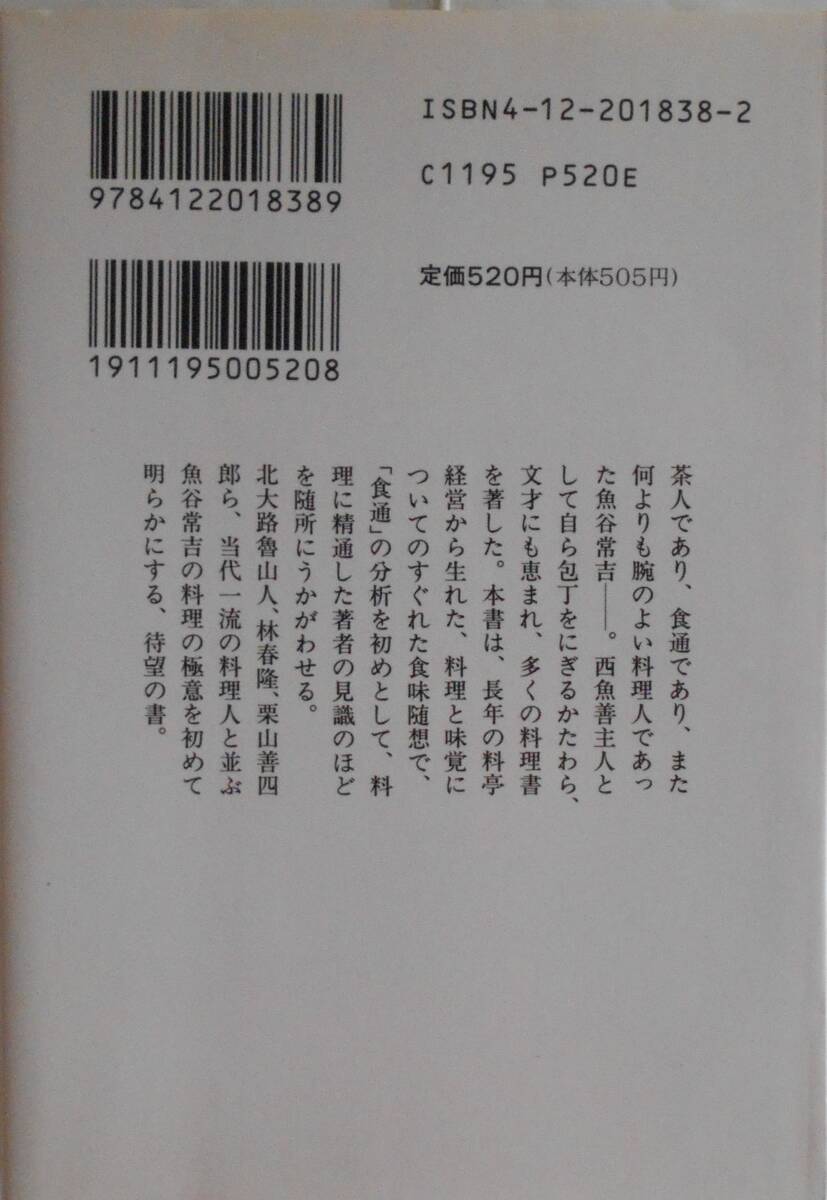 9784122018389
ISBN4-12-201838-2
C1195 P520E
1911195005208
定価520円(本体505円)
茶人であり、食通であり、また
何よりも腕のよい料理人であっ
た魚谷常吉――。西魚善主人と
して自ら包丁をにぎるかたわら、
文才にも恵まれ、多くの料理書
を著した。本書は、長年の料亭
経営から生れた、料理と味覚に
ついてのすぐれた食味随想で、
「食通」の分析を初めとして、料
理に精通した著者の見識のほど
を随所にうかがわせる。
北大路魯山人、林春隆、栗山善四
郎ら、当代一流の料理人と並ぶ
魚谷常吉の料理の極意を初めて
明らかにする、待望の書。